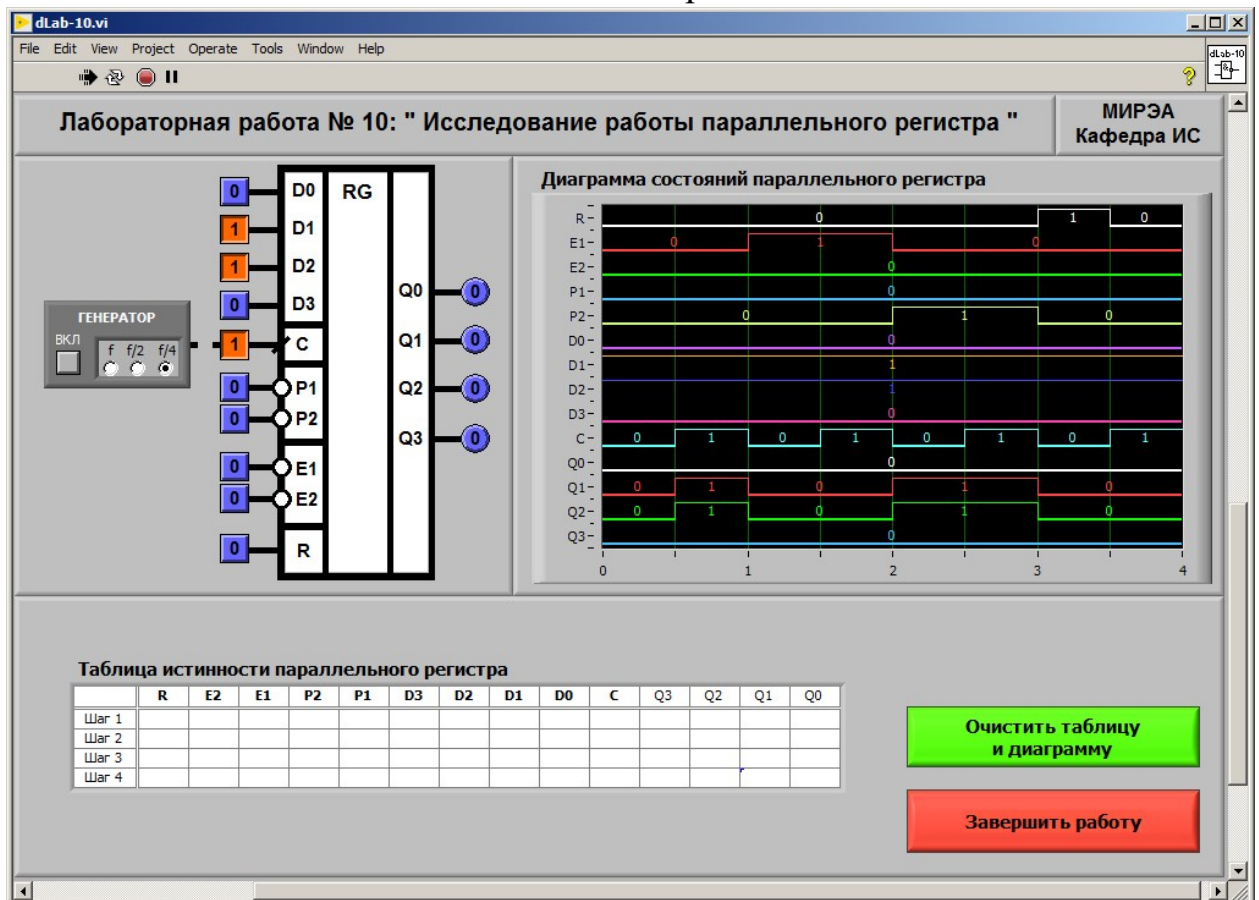 dLab-10.vi
File Edit View Project Operate Tools Window Help
dLab-10
Лабораторная работа № 10: " Исследование работы параллельного регистра "
МИРЭА
Кафедра ИС
0 D0 RG
1 D1
1 D2
0 D3
1 C
0 P1
0 P2
0 E1
0 E2
0 R
Q0 0
Q1 0
Q2 0
Q3 0
ГЕНЕРАТОР
ВКЛ
f f/2 f/4
Диаграмма состояний параллельного регистра
R 0 1 0
E1 0 1 0
E2 0
P1 0
P2 0 1 0
D0 0
D1 1
D2 1
D3 0
C 0 1 0 1 0 1 0 1
Q0 0
Q1 0 1 0 1 0
Q2 0 1 0 1 0
Q3 0
0 1 2 3 4
Таблица истинности параллельного регистра
R E2 E1 P2 P1 D3 D2 D1 D0 C Q3 Q2 Q1 Q0
Шаг 1
Шаг 2
Шаг 3
Шаг 4
Очистить таблицу
и диаграмму
Завершить работу